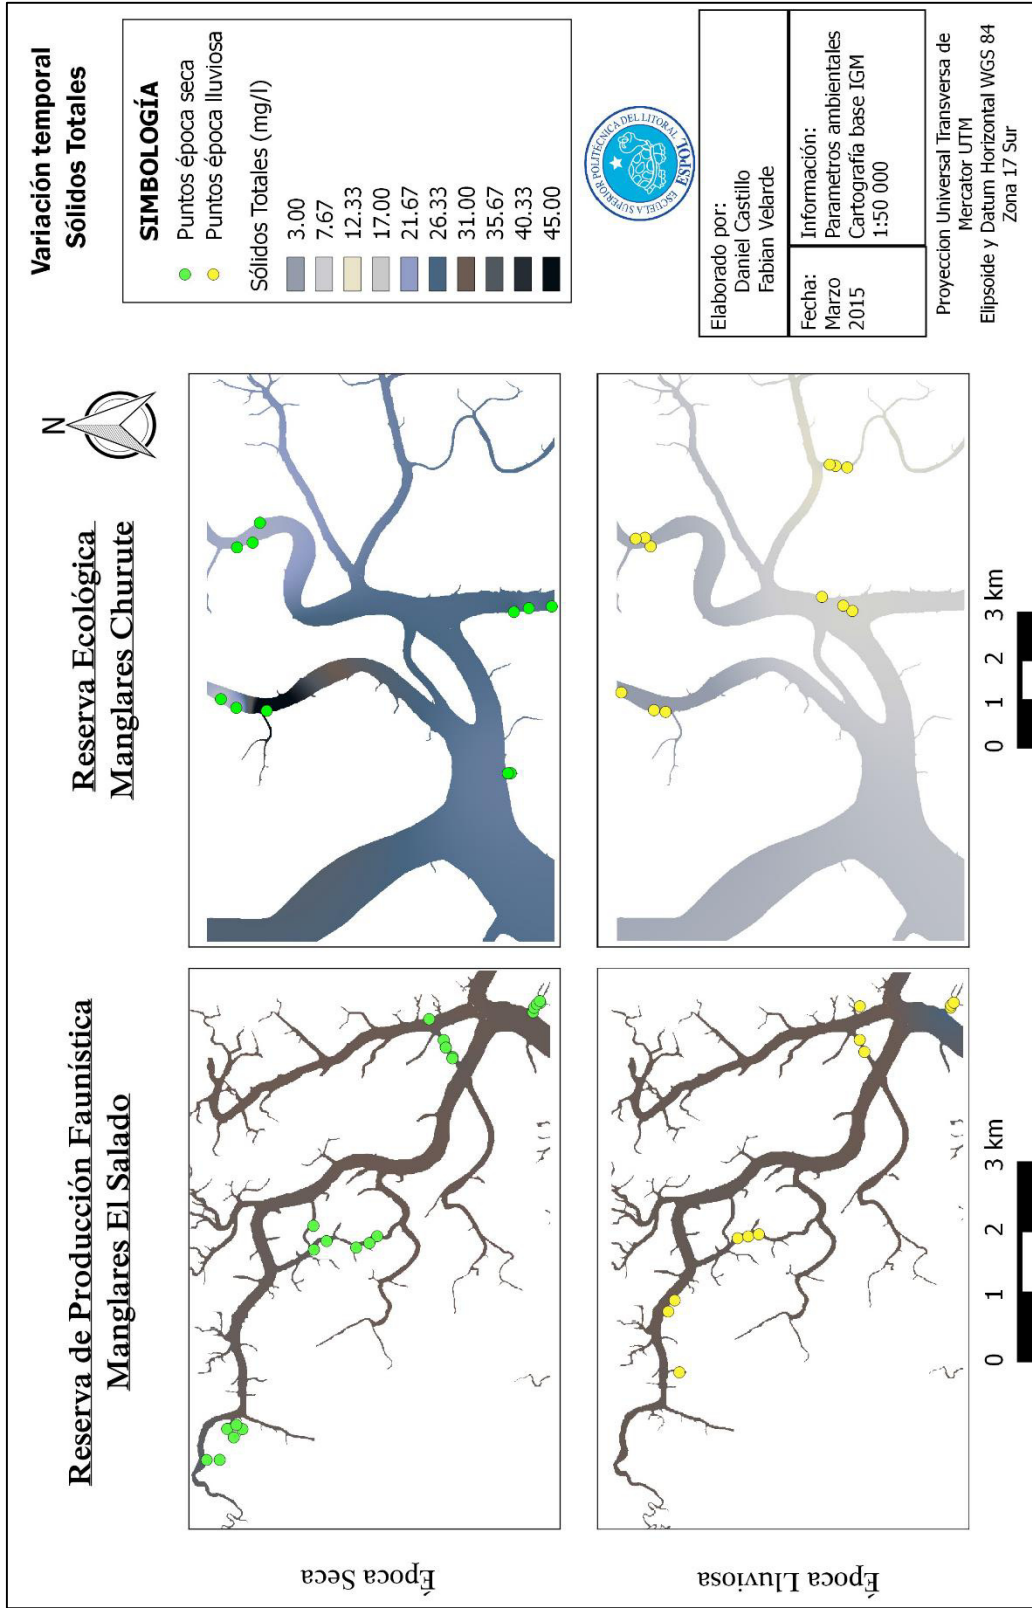 Reserva de Producción Faunística
Manglares El Salado
Reserva Ecológica
Manglares Churute
N
Variación temporal
Sólidos Totales
Época Seca
Época Lluviosa
0 1 2 3 km
0 1 2 3 km
SIMBOLOGÍA
Puntos época seca
Puntos época lluviosa
Sólidos Totales (mg/l)
3.00
7.67
12.33
17.00
21.67
26.33
31.00
35.67
40.33
45.00
ESCUELA SUPERIOR POLITÉCNICA DEL LITORAL
ESPOL
Elaborado por:
Daniel Castillo
Fabian Velarde
Fecha:
Marzo
2015
Información:
Parametros ambientales
Cartografía base IGM
1:50 000
Proyeccion Universal Transversa de
Mercator UTM
Elipsoide y Datum Horizontal WGS 84
Zona 17 Sur